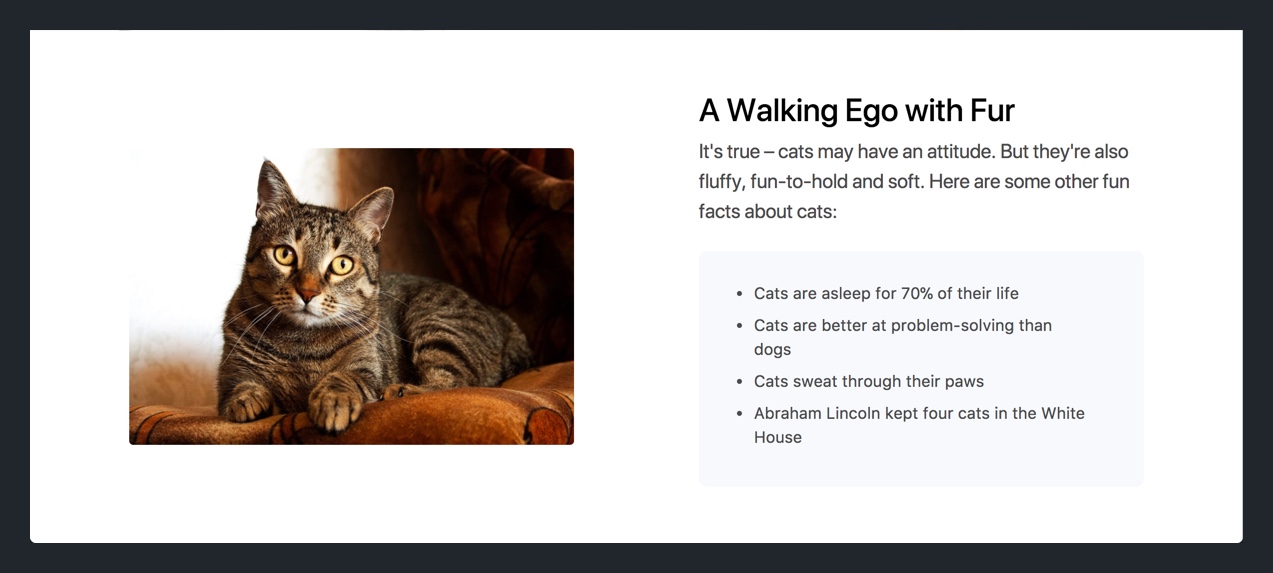 A Walking Ego with Fur
It's true – cats may have an attitude. But they're also
fluffy, fun-to-hold and soft. Here are some other fun
facts about cats:
• Cats are asleep for 70% of their life
• Cats are better at problem-solving than
dogs
• Cats sweat through their paws
• Abraham Lincoln kept four cats in the White
House